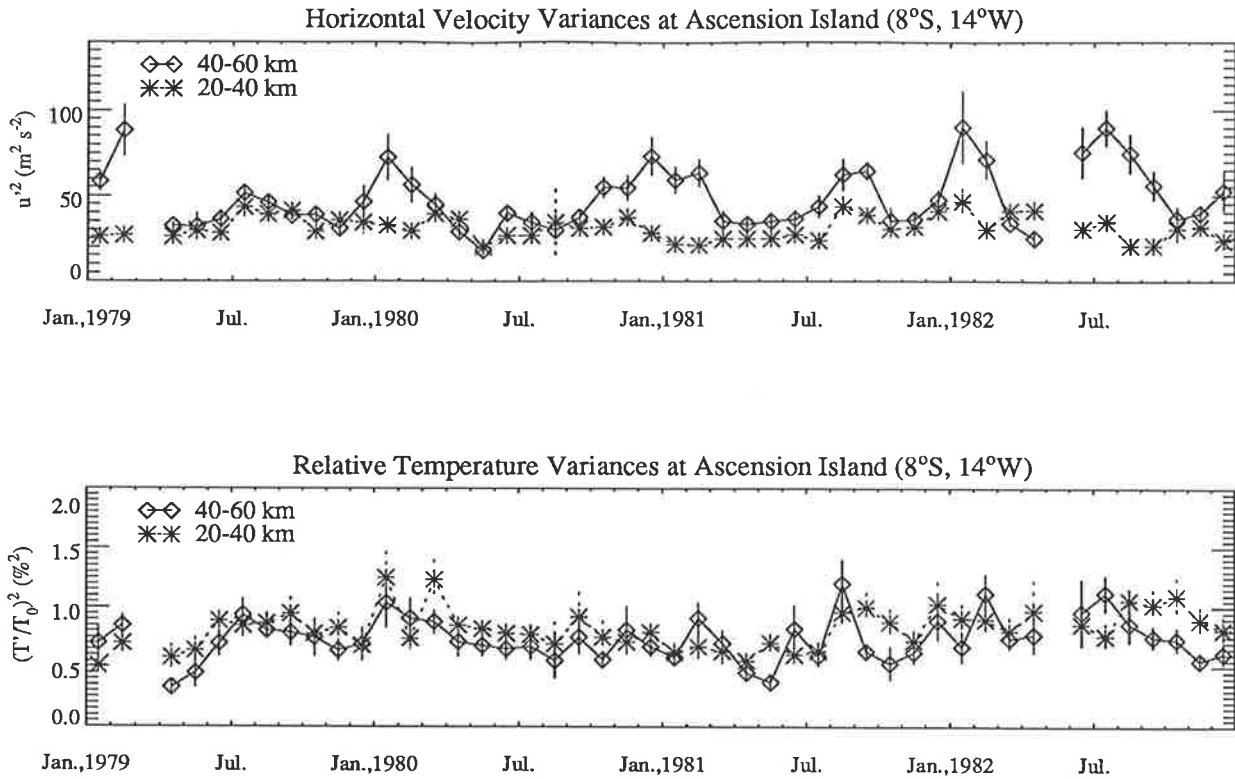 Horizontal Velocity Variances at Ascension Island (8°S, 14°W)
40-60 km
20-40 km
u'² (m² s⁻²)
100
50
0
Jan.,1979 Jul. Jan.,1980 Jul. Jan.,1981 Jul. Jan.,1982 Jul.
Relative Temperature Variances at Ascension Island (8°S, 14°W)
40-60 km
20-40 km
(T'/T₀)² (%²)
2.0
1.5
1.0
0.5
0.0
Jan.,1979 Jul. Jan.,1980 Jul. Jan.,1981 Jul. Jan.,1982 Jul.